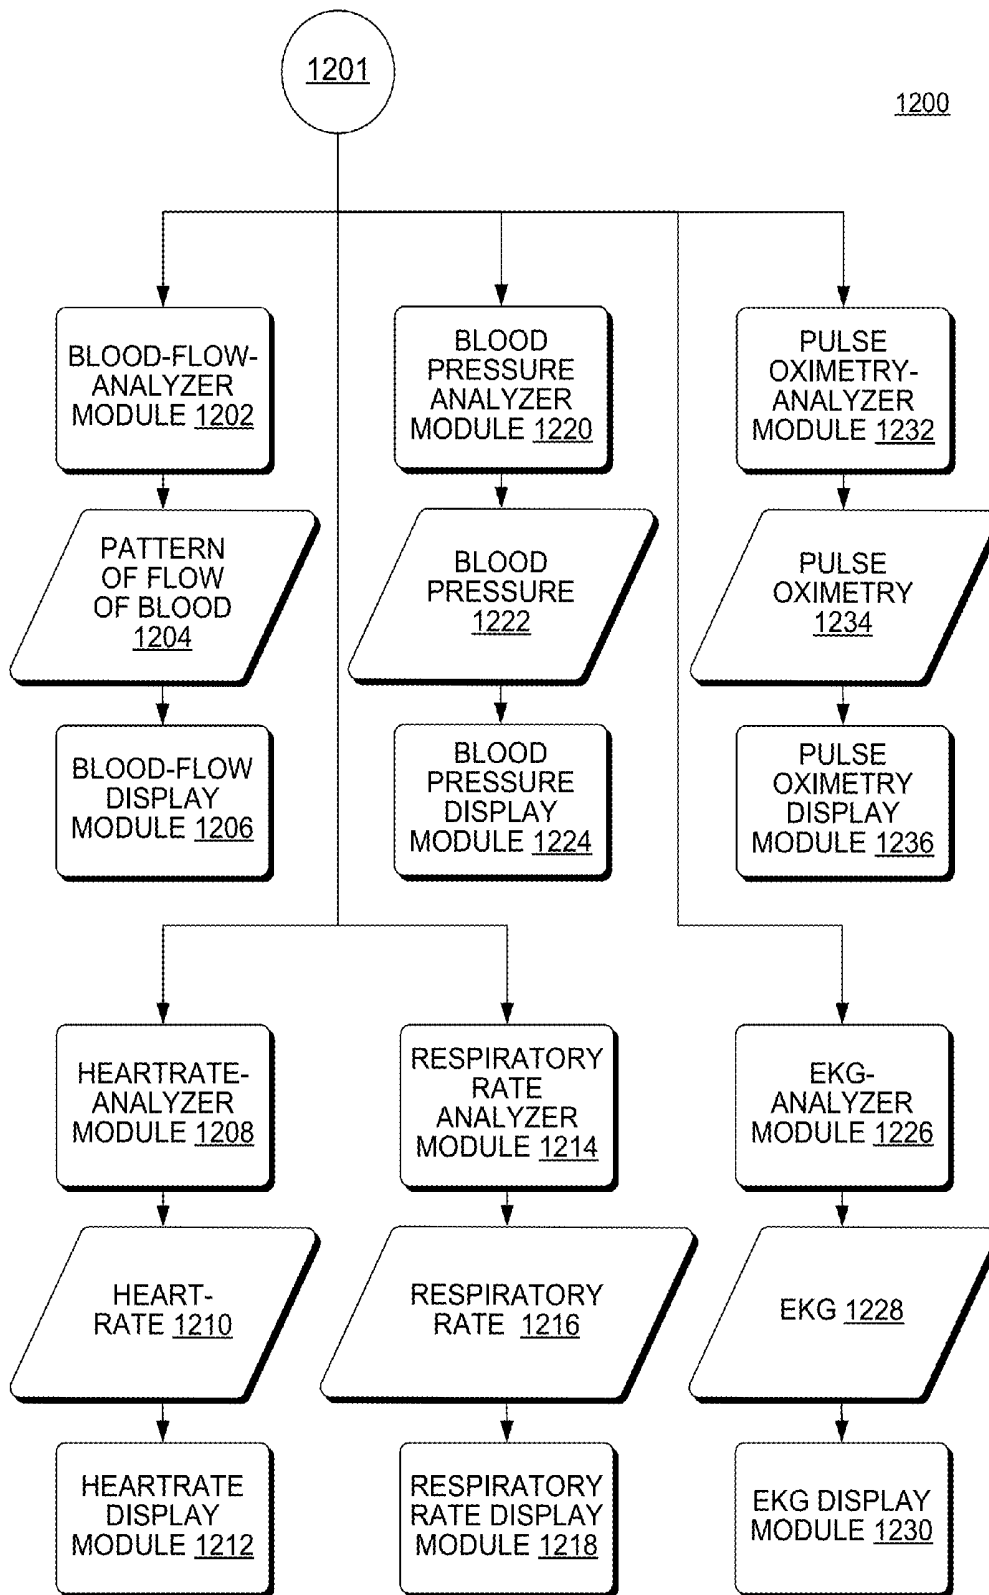 1201
1200
BLOOD-FLOW-
ANALYZER
MODULE 1202
BLOOD
PRESSURE
ANALYZER
MODULE 1220
PULSE
OXIMETRY-
ANALYZER
MODULE 1232
PATTERN
OF FLOW
OF BLOOD
1204
BLOOD
PRESSURE
1222
PULSE
OXIMETRY
1234
BLOOD-FLOW
DISPLAY
MODULE 1206
BLOOD
PRESSURE
DISPLAY
MODULE 1224
PULSE
OXIMETRY
DISPLAY
MODULE 1236
HEARTRATE-
ANALYZER
MODULE 1208
RESPIRATORY
RATE
ANALYZER
MODULE 1214
EKG-
ANALYZER
MODULE 1226
HEART-
RATE 1210
RESPIRATORY
RATE 1216
EKG 1228
HEARTRATE
DISPLAY
MODULE 1212
RESPIRATORY
RATE DISPLAY
MODULE 1218
EKG DISPLAY
MODULE 1230